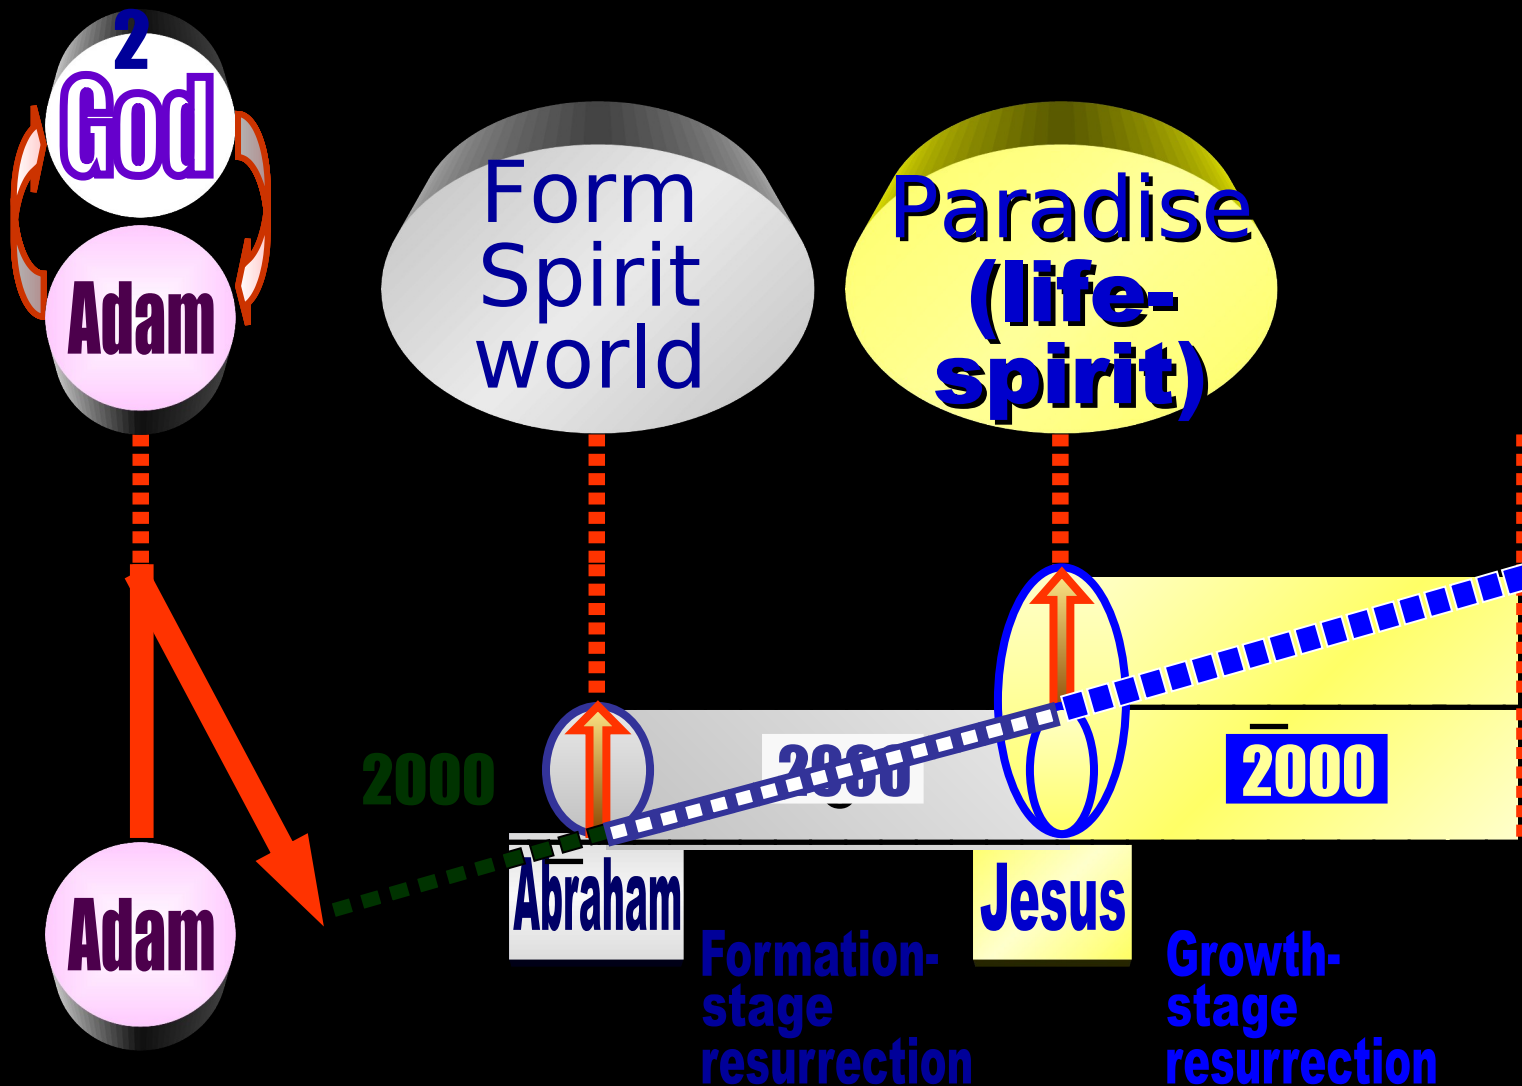 2
God
Adam
Form
Spirit
world
Paradise
(life-
spirit)
2000
2000
2000
Abraham
Jesus
Adam
Formation-
stage
resurrection
Growth-
stage
resurrection